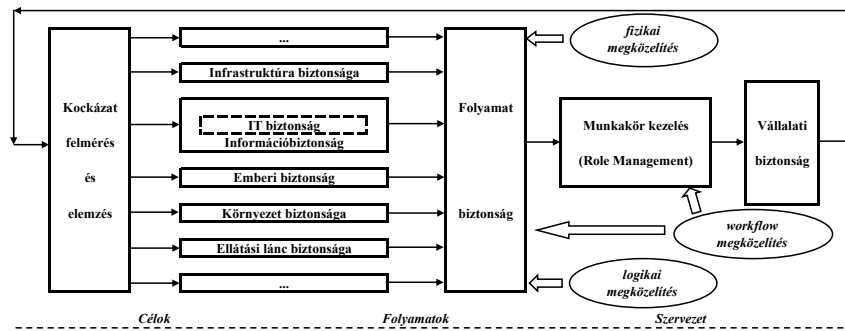 Kockázat
felmérés
és
elemzés
...
Infrastruktúra biztonsága
IT biztonság
Információbiztonság
Emberi biztonság
Környezet biztonsága
Ellátási lánc biztonsága
...
Folyamat
biztonság
fizikai
megközelítés
Munkakör kezelés
(Role Management)
Vállalati
biztonság
workflow
megközelítés
logikai
megközelítés
Célok
Folyamatok
Szervezet